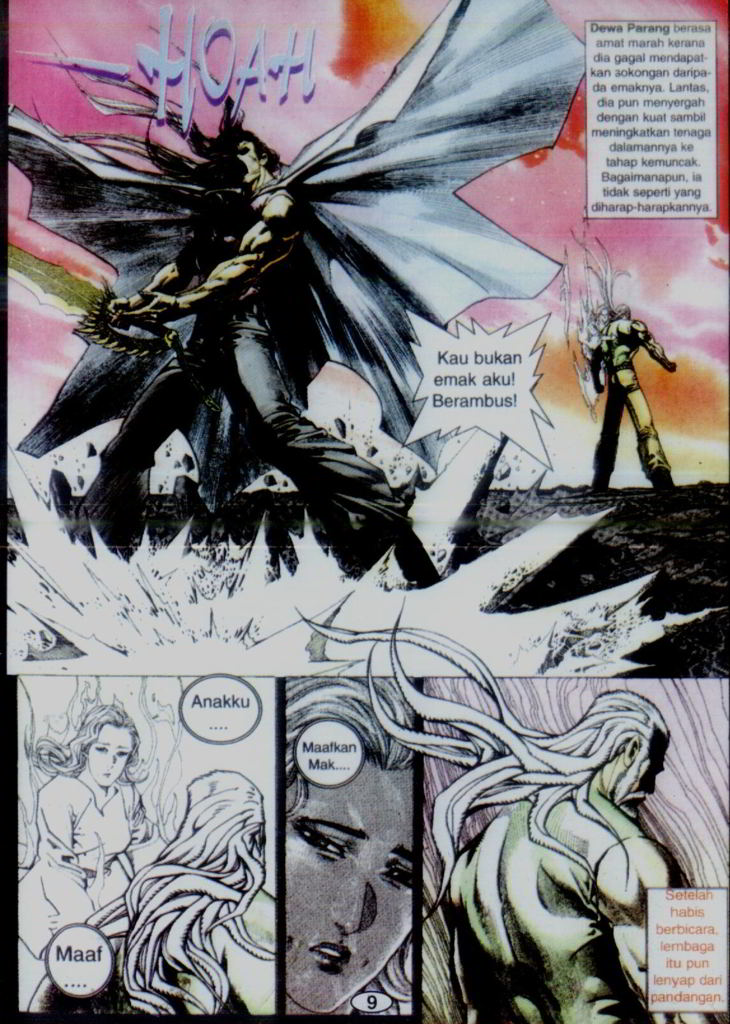 HOAH
Dewa Parang berasa
amat marah kerana
dia gagal mendapat-
kan sokongan daripa-
da emaknya. Lantas,
dia pun menyergah
dengan kuat sambil
meningkatkan tenaga
dalamannya ke
tahap kemuncak.
Bagaimanapun, ia
tidak seperti yang
diharap-harapkannya.
Kau bukan
emak aku!
Berambus!
Anakku
....
Maaf
....
Maafkan
Mak....
Setelah
habis
berbicara,
lembaga
itu pun
lenyap dari
pandangan.
9